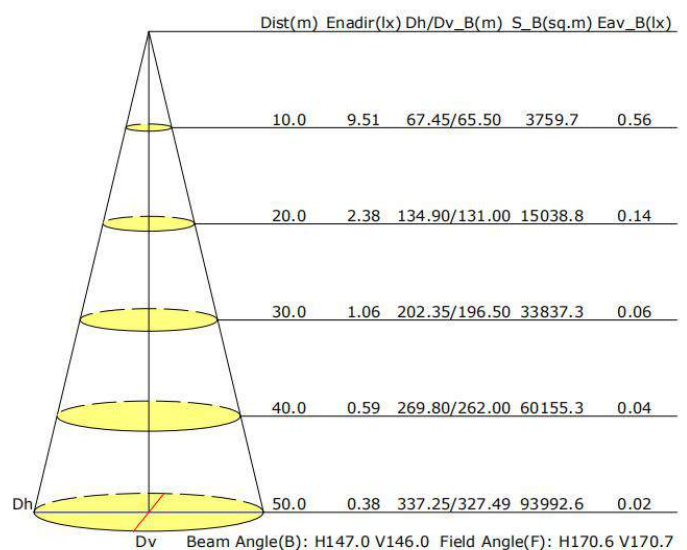 Dist(m) Enadir(lx) Dh/Dv_B(m) S_B(sq.m) Eav_B(lx)
10.0 9.51 67.45/65.50 3759.7 0.56
20.0 2.38 134.90/131.00 15038.8 0.14
30.0 1.06 202.35/196.50 33837.3 0.06
40.0 0.59 269.80/262.00 60155.3 0.04
Dh 50.0 0.38 337.25/327.49 93992.6 0.02
Dv Beam Angle(B): H147.0 V146.0 Field Angle(F): H170.6 V170.7